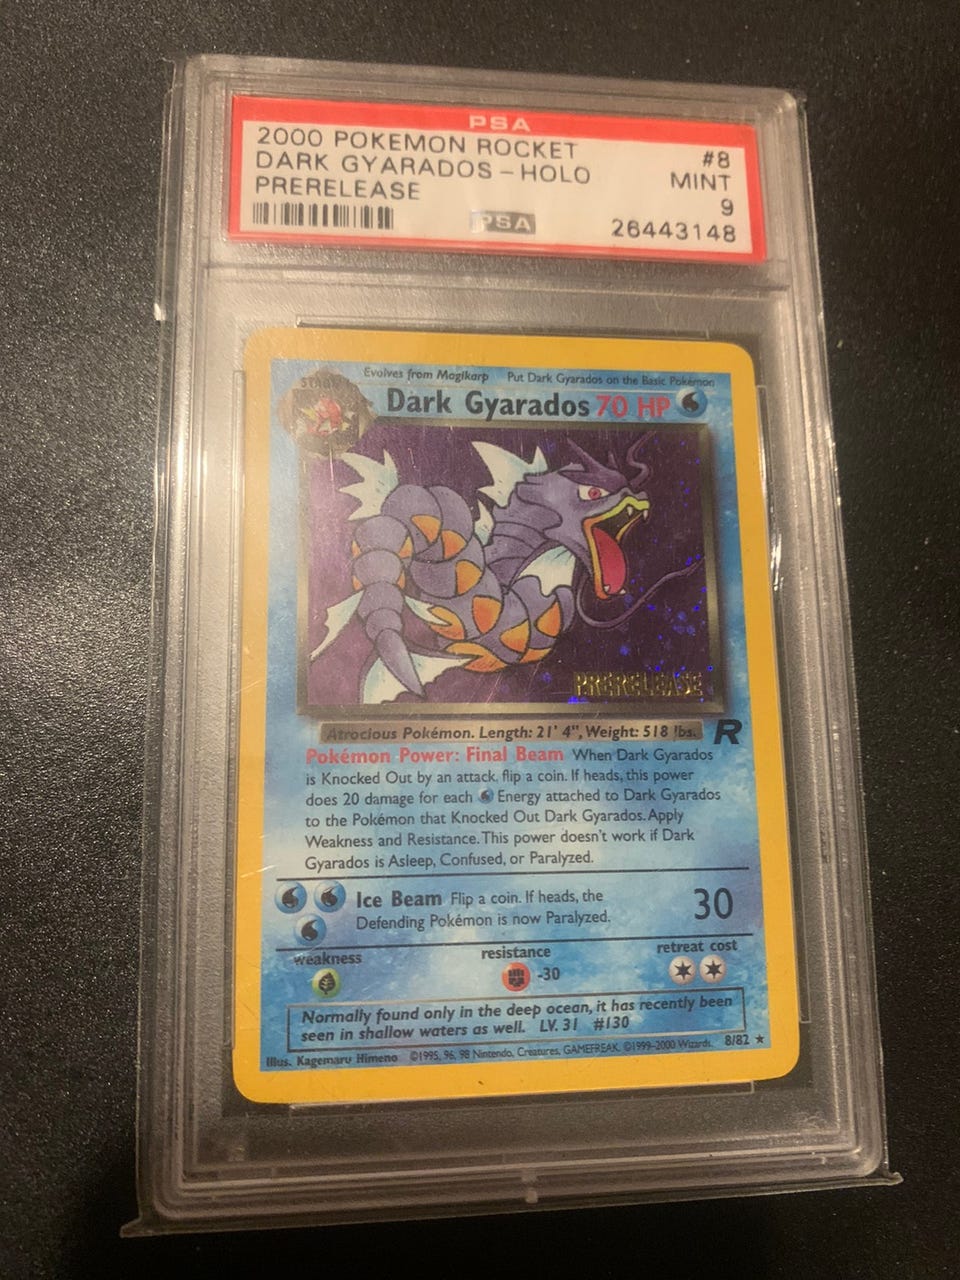 PSA
2000 POKEMON ROCKET #8
DARK GYARADOS - HOLO MINT
PRERELEASE 9
PSA 26443148
Evolves from Magikarp Put Dark Gyarados on the Basic Pokémon
Dark Gyarados 70 HP
PRERELEASE
Atrocious Pokémon. Length: 21' 4", Weight: 518 lbs. R
Pokémon Power: Final Beam When Dark Gyarados
is Knocked Out by an attack, flip a coin. If heads, this power
does 20 damage for each Energy attached to Dark Gyarados
to the Pokémon that Knocked Out Dark Gyarados. Apply
Weakness and Resistance. This power doesn't work if Dark
Gyarados is Asleep, Confused, or Paralyzed.
Ice Beam Flip a coin. If heads, the
Defending Pokémon is now Paralyzed. 30
weakness resistance retreat cost
-30
Normally found only in the deep ocean, it has recently been
seen in shallow waters as well. LV. 31 #130
Illus. Kagemaru Himeno ©1995, 96, 98 Nintendo, Creatures, GAMEFREAK. ©1999-2000 Wizards. 8/82 ★